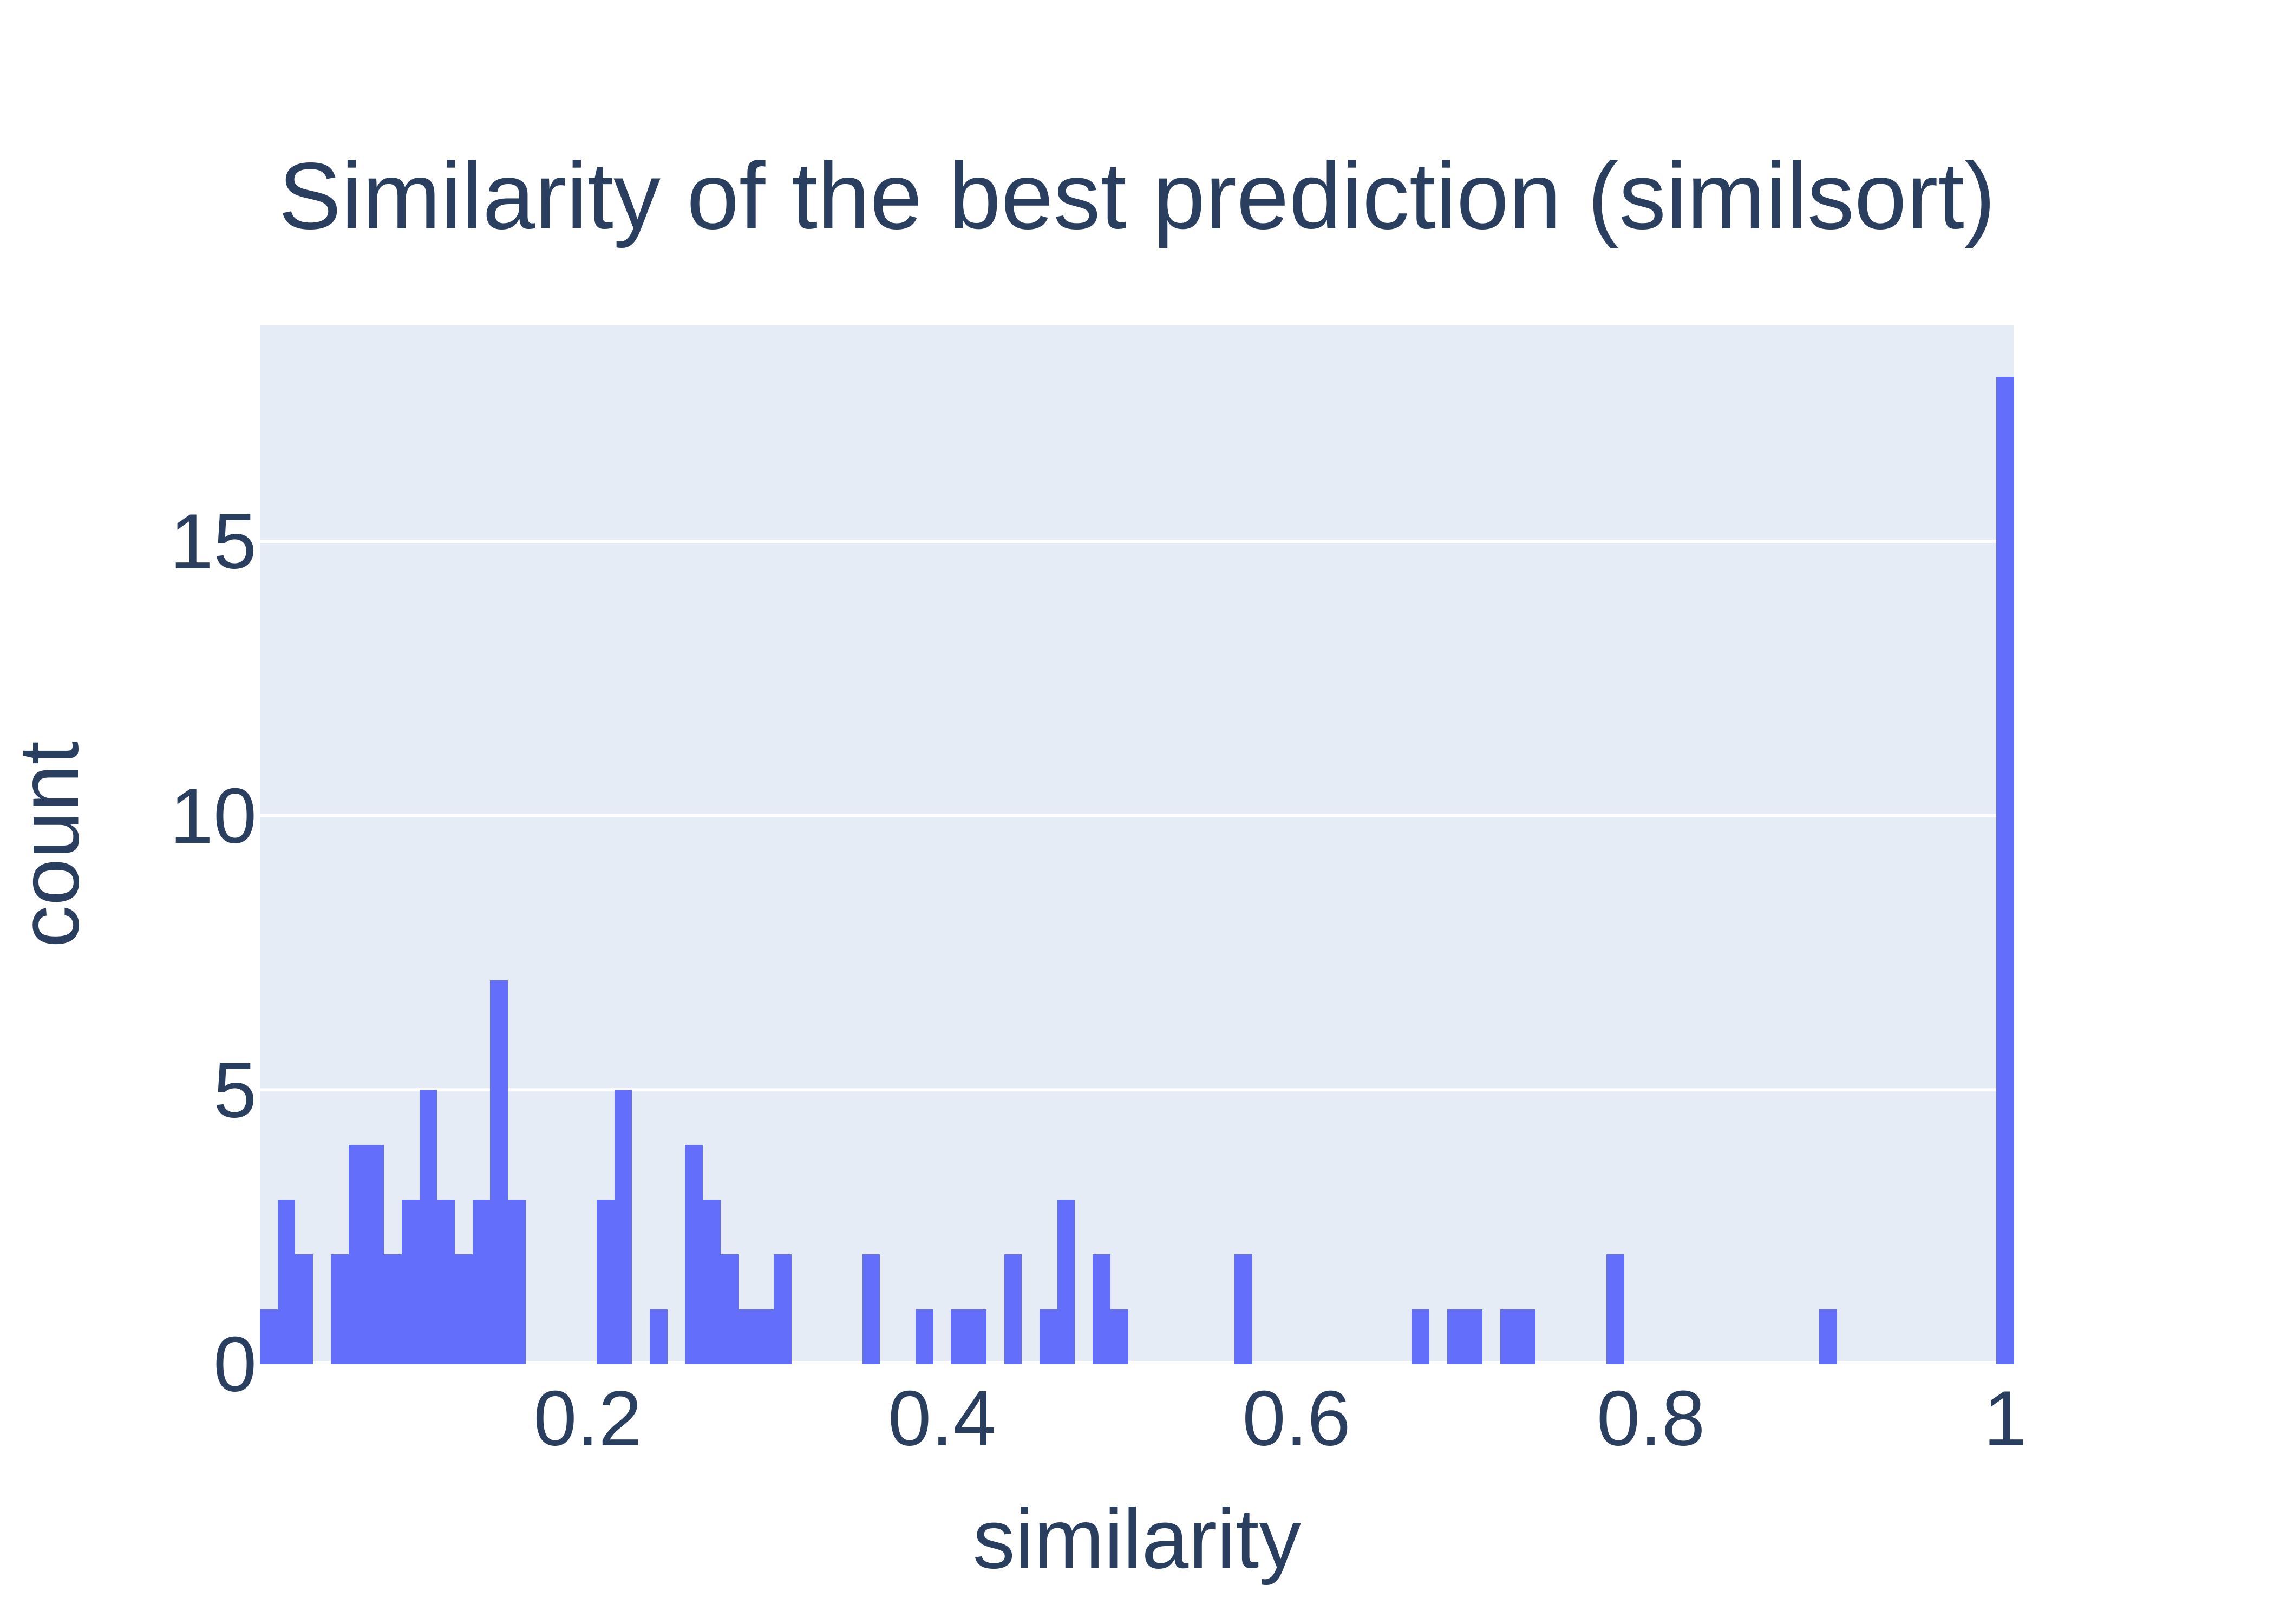 Similarity of the best prediction (similsort)
15
10
5
0
count
0.2 0.4 0.6 0.8 1
similarity